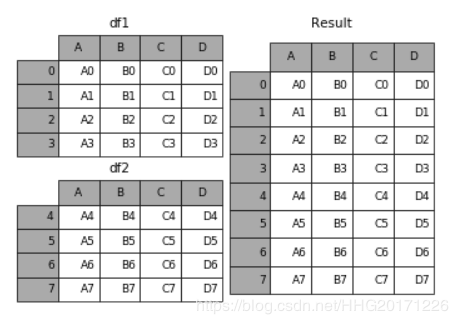 df1
A B C D
0 A0 B0 C0 D0
1 A1 B1 C1 D1
2 A2 B2 C2 D2
3 A3 B3 C3 D3
df2
A B C D
4 A4 B4 C4 D4
5 A5 B5 C5 D5
6 A6 B6 C6 D6
7 A7 B7 C7 D7
Result
A B C D
0 A0 B0 C0 D0
1 A1 B1 C1 D1
2 A2 B2 C2 D2
3 A3 B3 C3 D3
4 A4 B4 C4 D4
5 A5 B5 C5 D5
6 A6 B6 C6 D6
7 A7 B7 C7 D7
https://blog.csdn.net/HHG20171226